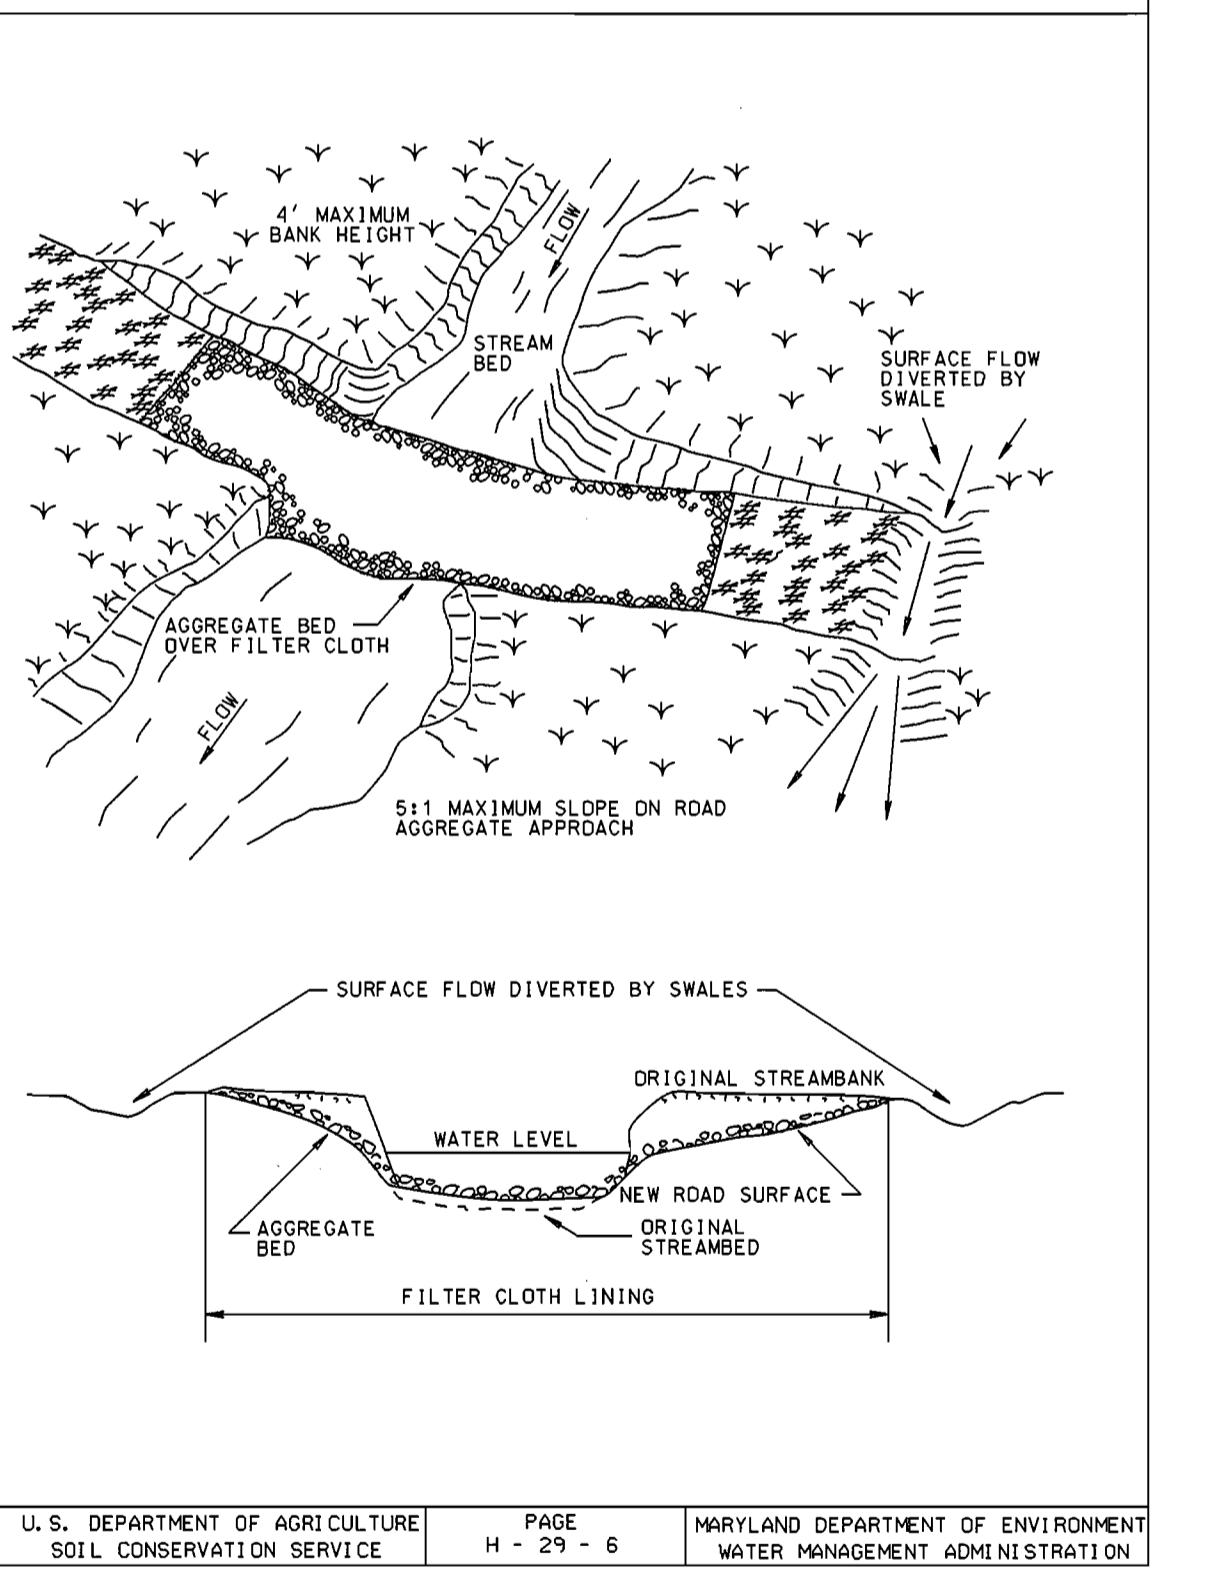 4' MAXIMUM
BANK HEIGHT
FLOW
STREAM
BED
SURFACE FLOW
DIVERTED BY
SWALE
AGGREGATE BED
OVER FILTER CLOTH
FLOW
5:1 MAXIMUM SLOPE ON ROAD
AGGREGATE APPROACH
SURFACE FLOW DIVERTED BY SWALES
ORIGINAL STREAMBANK
WATER LEVEL
NEW ROAD SURFACE
AGGREGATE
BED
ORIGINAL
STREAMBED
FILTER CLOTH LINING
U.S. DEPARTMENT OF AGRICULTURE
SOIL CONSERVATION SERVICE
PAGE
H - 29 - 6
MARYLAND DEPARTMENT OF ENVIRONMENT
WATER MANAGEMENT ADMINISTRATION